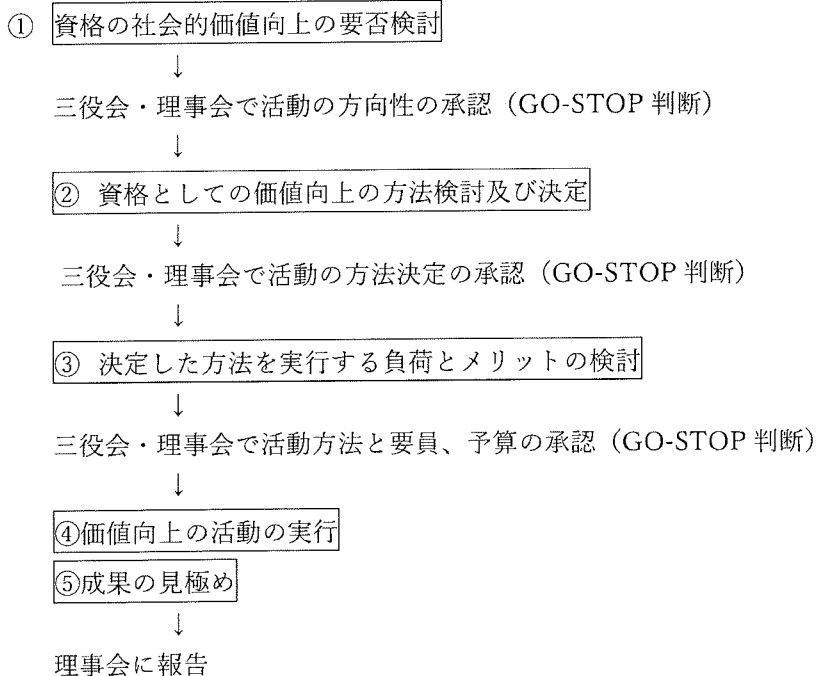 ① 資格の社会的価値向上の要否検討
↓
三役会・理事会で活動の方向性の承認（GO-STOP 判断）
↓
② 資格としての価値向上の方法検討及び決定
↓
三役会・理事会で活動の方法決定の承認（GO-STOP 判断）
↓
③ 決定した方法を実行する負荷とメリットの検討
↓
三役会・理事会で活動方法と要員、予算の承認（GO-STOP 判断）
↓
④価値向上の活動の実行
⑤成果の見極め
↓
理事会に報告